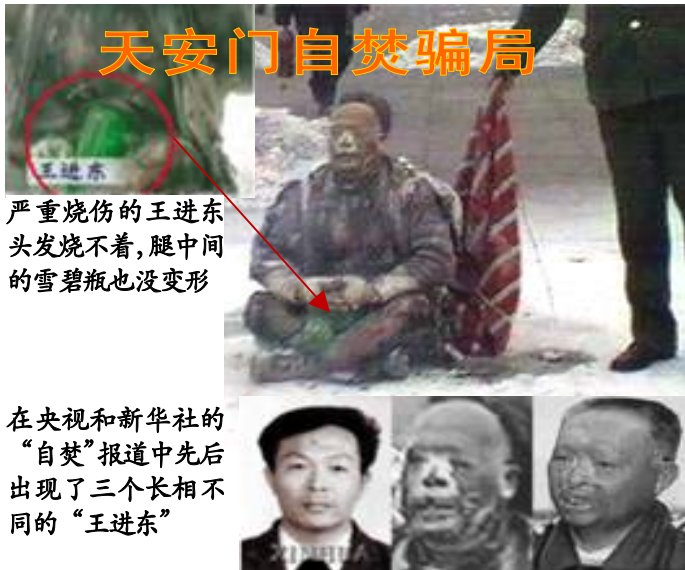 天安门自焚骗局
王进东
严重烧伤的王进东
头发烧不着，腿中间
的雪碧瓶也没变形
在央视和新华社的
“自焚”报道中先后
出现了三个长相不
同的“王进东”
XINHUA